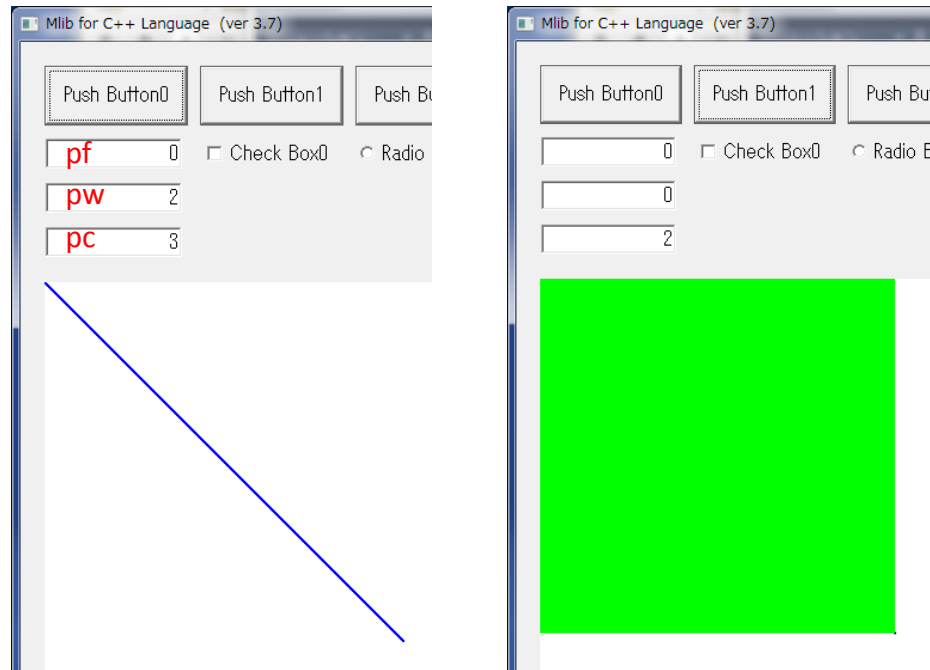 Mlib for C++ Language (ver 3.7)
Push Button0 Push Button1 Push Bu
pf 0 Check Box0 Radio
pw 2
pc 3
Mlib for C++ Language (ver 3.7)
Push Button0 Push Button1 Push Bu
0 Check Box0 Radio B
0
2